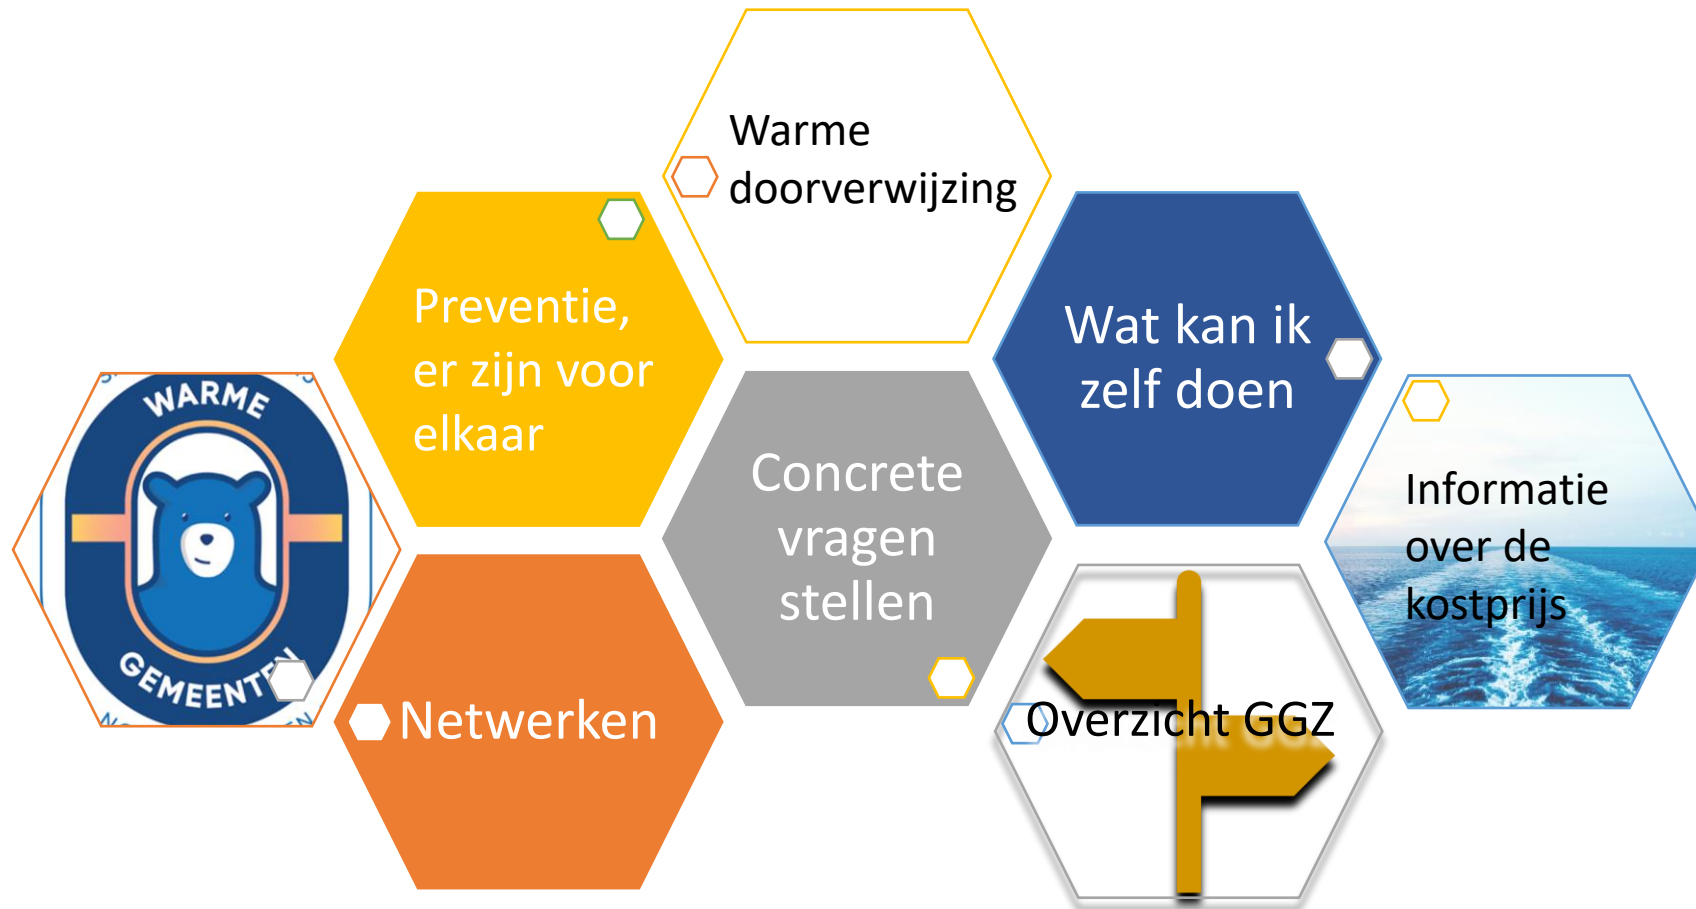 Warme
doorverwijzing
Preventie,
er zijn voor
elkaar
Wat kan ik
zelf doen
WARME
GEMEENTEN
Concrete
vragen
stellen
Informatie
over de
kostprijs
Netwerken
Overzicht GGZ